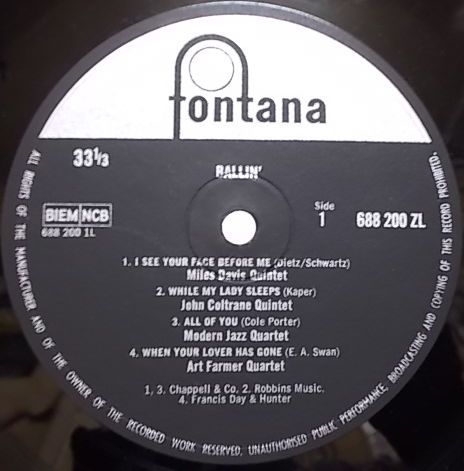 fontana
33⅓
BALLIN'
BIEM NCB
688 200 1L
Side
1
688 200 ZL
1. I SEE YOUR FACE BEFORE ME (Dietz/Schwartz)
Miles Davis Quintet
2. WHILE MY LADY SLEEPS (Kaper)
John Coltrane Quintet
3. ALL OF YOU (Cole Porter)
Modern Jazz Quartet
4. WHEN YOUR LOVER HAS GONE (E. A. Swan)
Art Farmer Quartet
1, 3. Chappell & Co. 2. Robbins Music.
4. Francis Day & Hunter
ALL RIGHTS OF THE MANUFACTURER AND OF THE OWNER OF THE RECORDED WORK RESERVED, UNAUTHORISED PUBLIC PERFORMANCE, BROADCASTING AND COPYING OF THIS RECORD PROHIBITED.